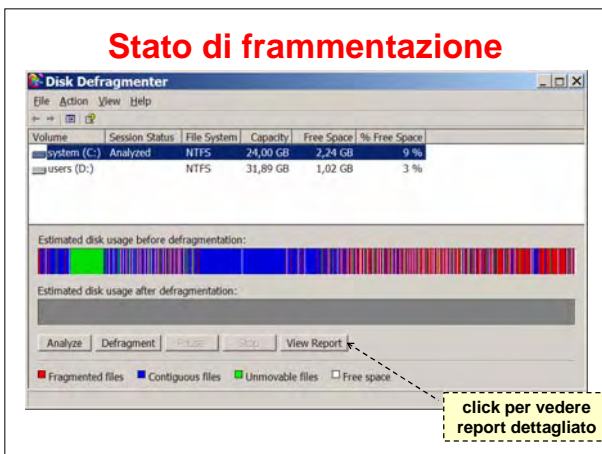 Stato di frammentazione
Disk Defragmenter
File Action View Help
Volume Session Status File System Capacity Free Space % Free Space
system (C:) Analyzed NTFS 24,00 GB 2,24 GB 9 %
users (D:) NTFS 31,89 GB 1,02 GB 3 %
Estimated disk usage before defragmentation:
Estimated disk usage after defragmentation:
Analyze Defragment Pause Stop View Report
Fragmented files Contiguous files Unmovable files Free space
click per vedere
report dettagliato